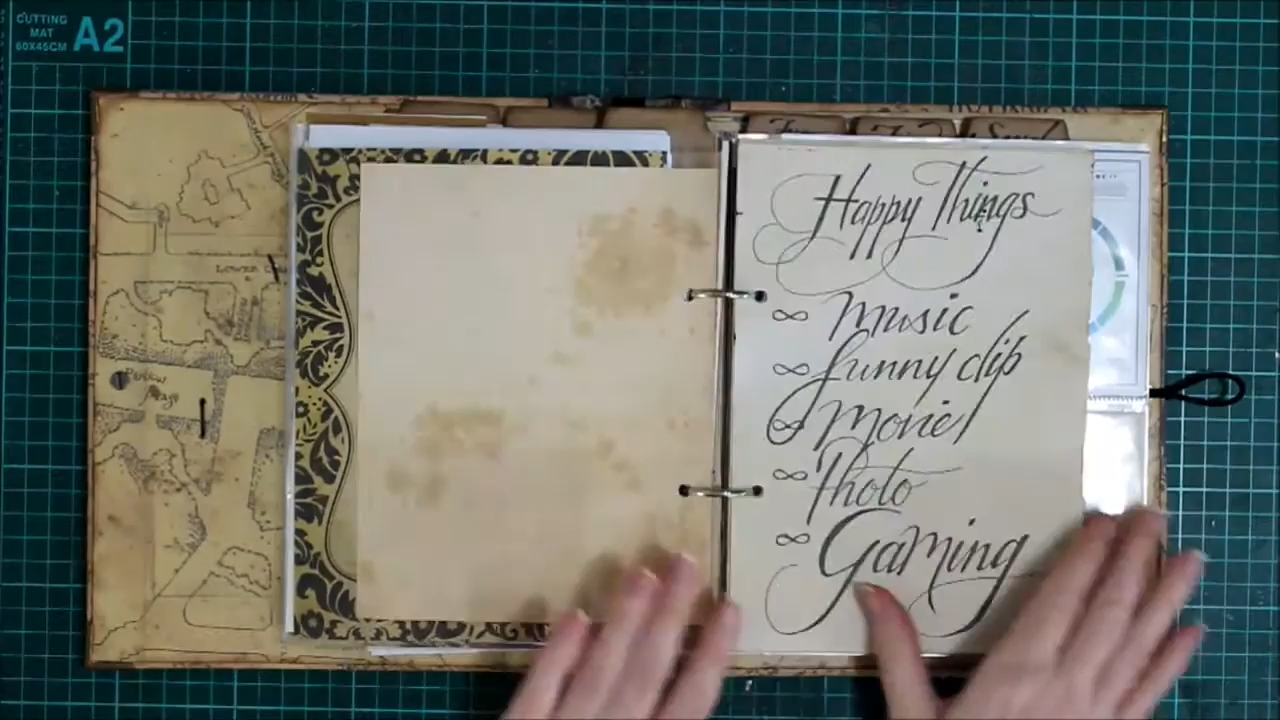 CUTTING
MAT
60X45CM
A2
Happy Things
∞ Music
∞ funny clip
∞ Movie
∞ Photo
∞ Gaming